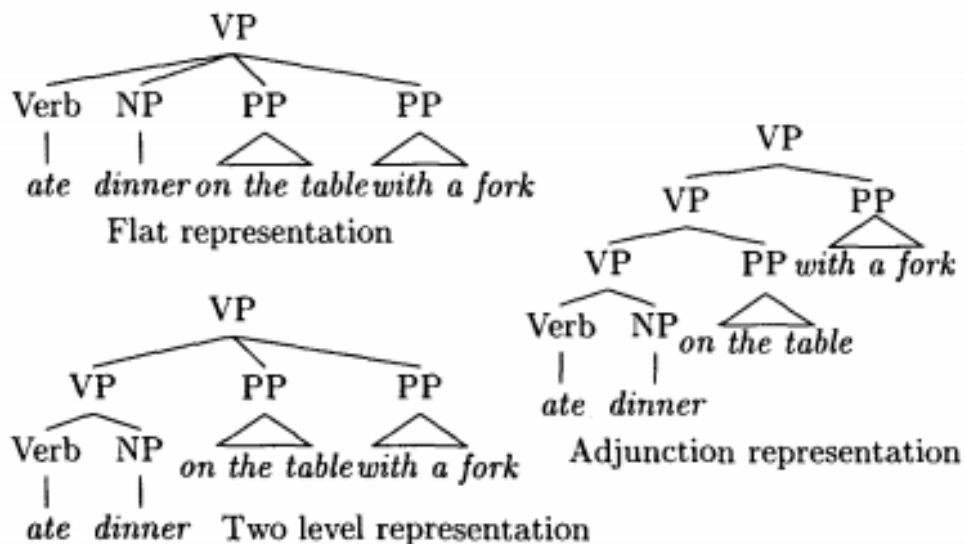 VP
Verb NP PP PP
ate dinner on the table with a fork
Flat representation
VP
VP PP PP
Verb NP on the table with a fork
ate dinner Two level representation
VP
VP PP
VP PP with a fork
Verb NP on the table
ate dinner
Adjunction representation